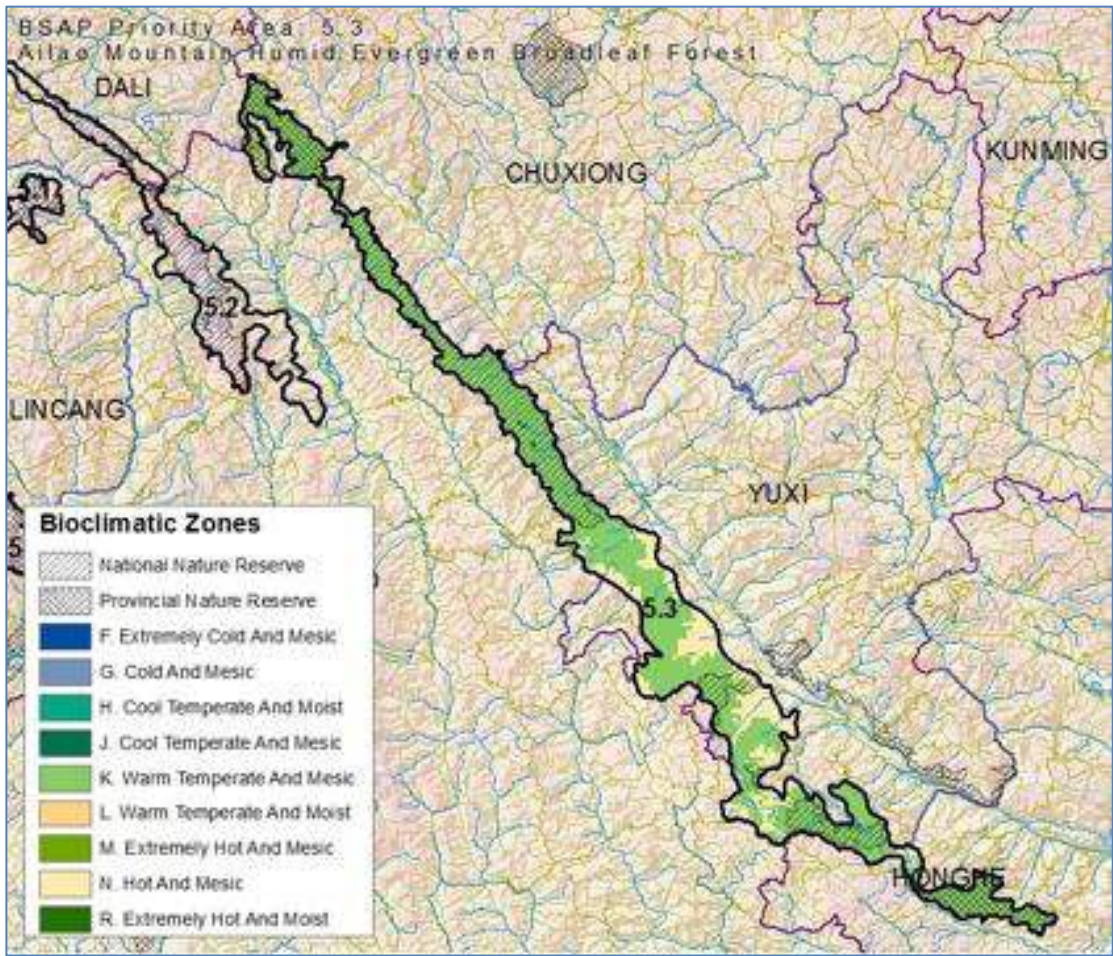 BSAP Priority Area: 5.3
Ailao Mountain Humid Evergreen Broadleaf Forest
DALI
KUNMING
CHUXIONG
5.2
LINCANG
YUXI
Bioclimatic Zones
National Nature Reserve
5
Provincial Nature Reserve
5.3
F. Extremely Cold And Mesic
G. Cold And Mesic
H. Cool Temperate And Moist
J. Cool Temperate And Mesic
K. Warm Temperate And Mesic
L. Warm Temperate And Moist
M. Extremely Hot And Mesic
N. Hot And Mesic
HONGHE
R. Extremely Hot And Moist